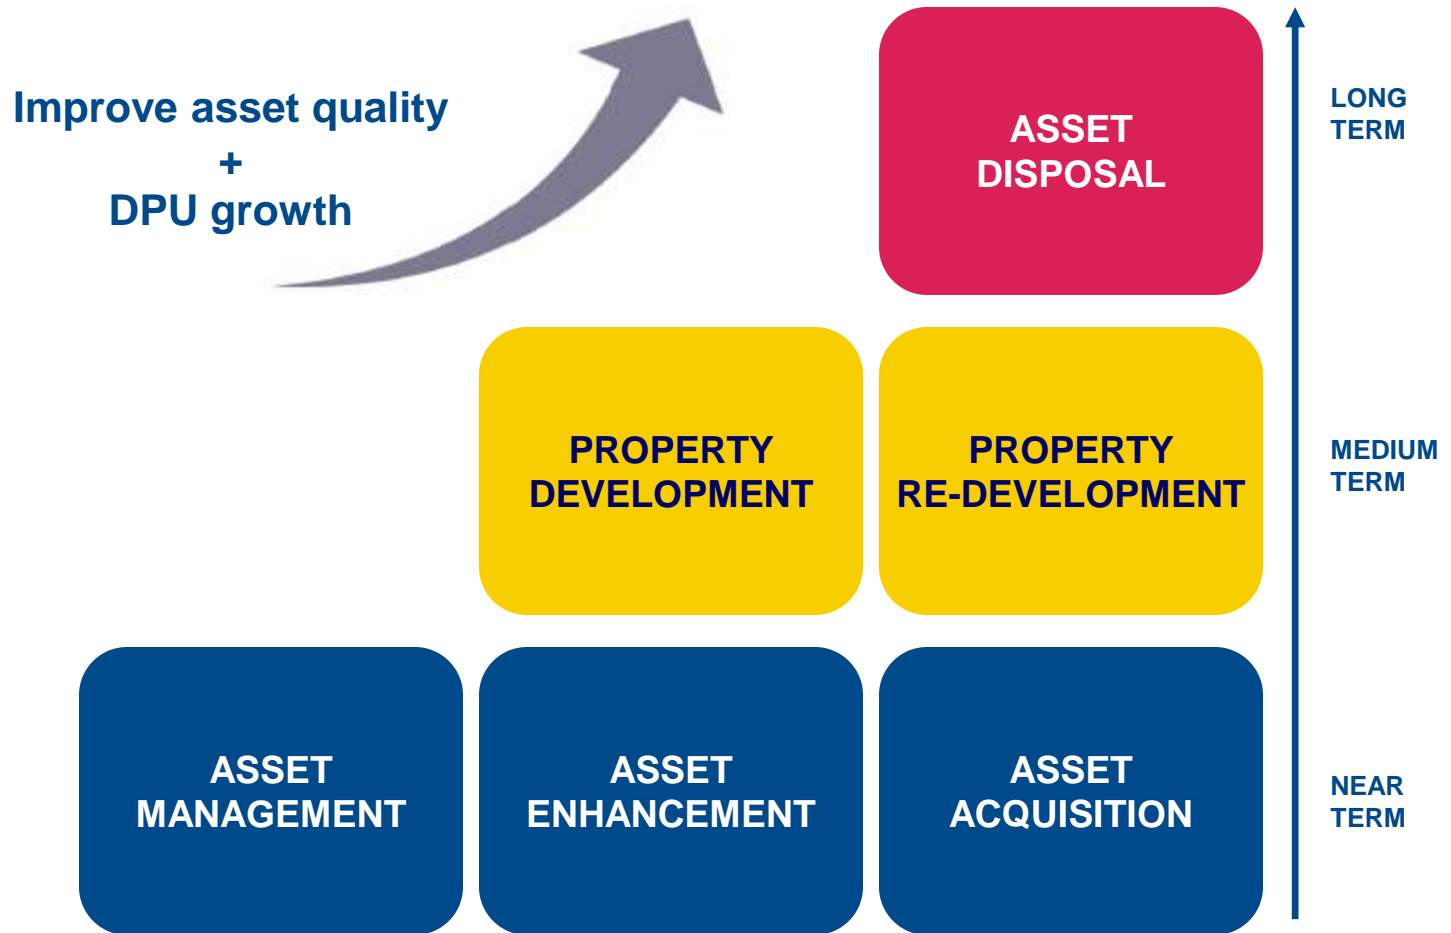 Improve asset quality
+
DPU growth
ASSET
DISPOSAL
LONG
TERM
PROPERTY
DEVELOPMENT
PROPERTY
RE-DEVELOPMENT
MEDIUM
TERM
ASSET
MANAGEMENT
ASSET
ENHANCEMENT
ASSET
ACQUISITION
NEAR
TERM